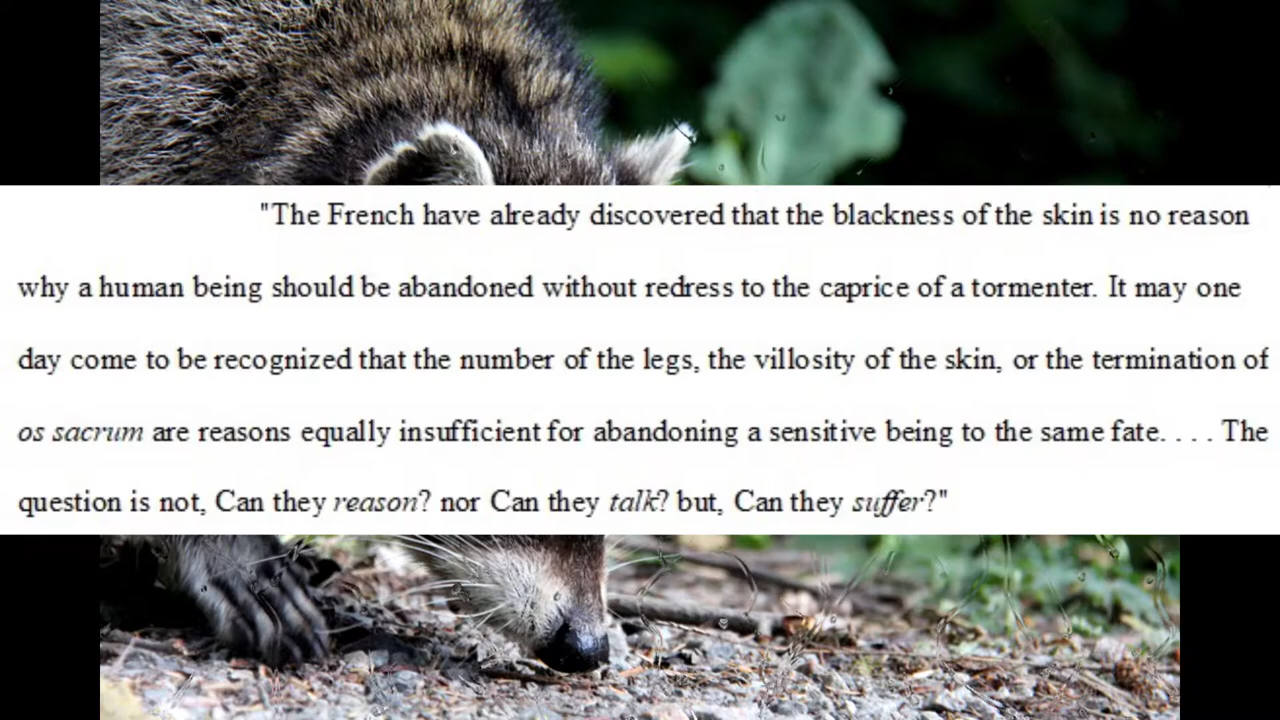 "The French have already discovered that the blackness of the skin is no reason
why a human being should be abandoned without redress to the caprice of a tormenter. It may one
day come to be recognized that the number of the legs, the villosity of the skin, or the termination of
os sacrum are reasons equally insufficient for abandoning a sensitive being to the same fate. . . . The
question is not, Can they reason? nor Can they talk? but, Can they suffer?"